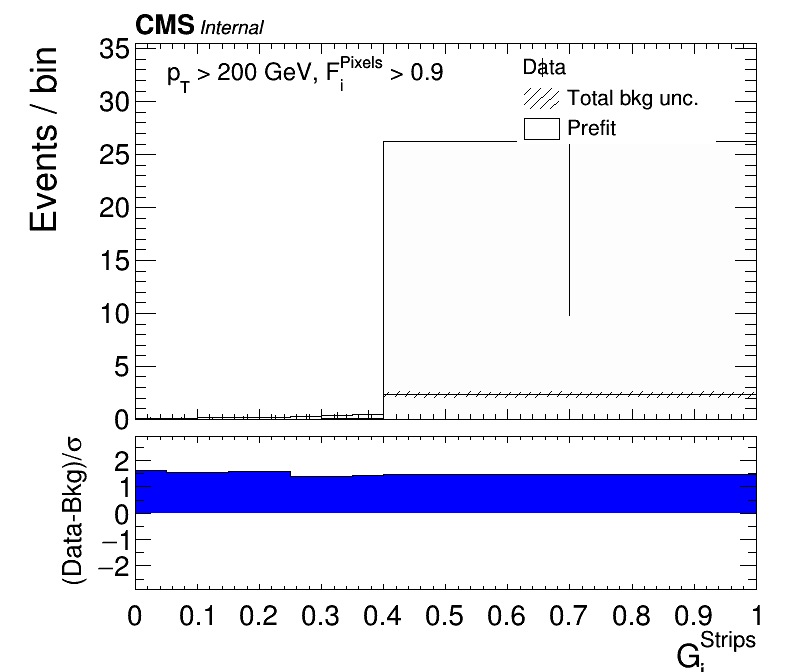 CMS Internal
p_T > 200 GeV, F_i^Pixels > 0.9
Data
Total bkg unc.
Prefit
Events / bin
35
30
25
20
15
10
5
0
(Data-Bkg)/σ
2
1
0
−1
−2
0 0.1 0.2 0.3 0.4 0.5 0.6 0.7 0.8 0.9 1
G_i^Strips